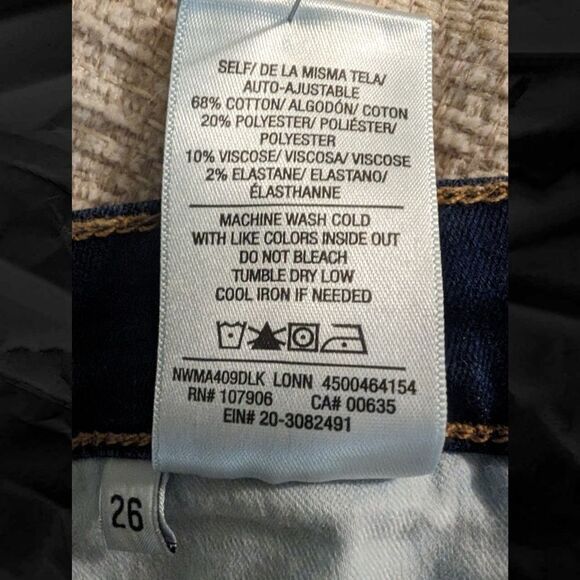 SELF/ DE LA MISMA TELA/
AUTO-AJUSTABLE
68% COTTON/ ALGODÓN/ COTON
20% POLYESTER/ POLIÉSTER/
POLYESTER
10% VISCOSE/ VISCOSA/ VISCOSE
2% ELASTANE/ ELASTANO/
ÉLASTHANNE
MACHINE WASH COLD
WITH LIKE COLORS INSIDE OUT
DO NOT BLEACH
TUMBLE DRY LOW
COOL IRON IF NEEDED
NWMA409DLK LONN 4500464154
RN# 107906 CA# 00635
EIN# 20-3082491
26